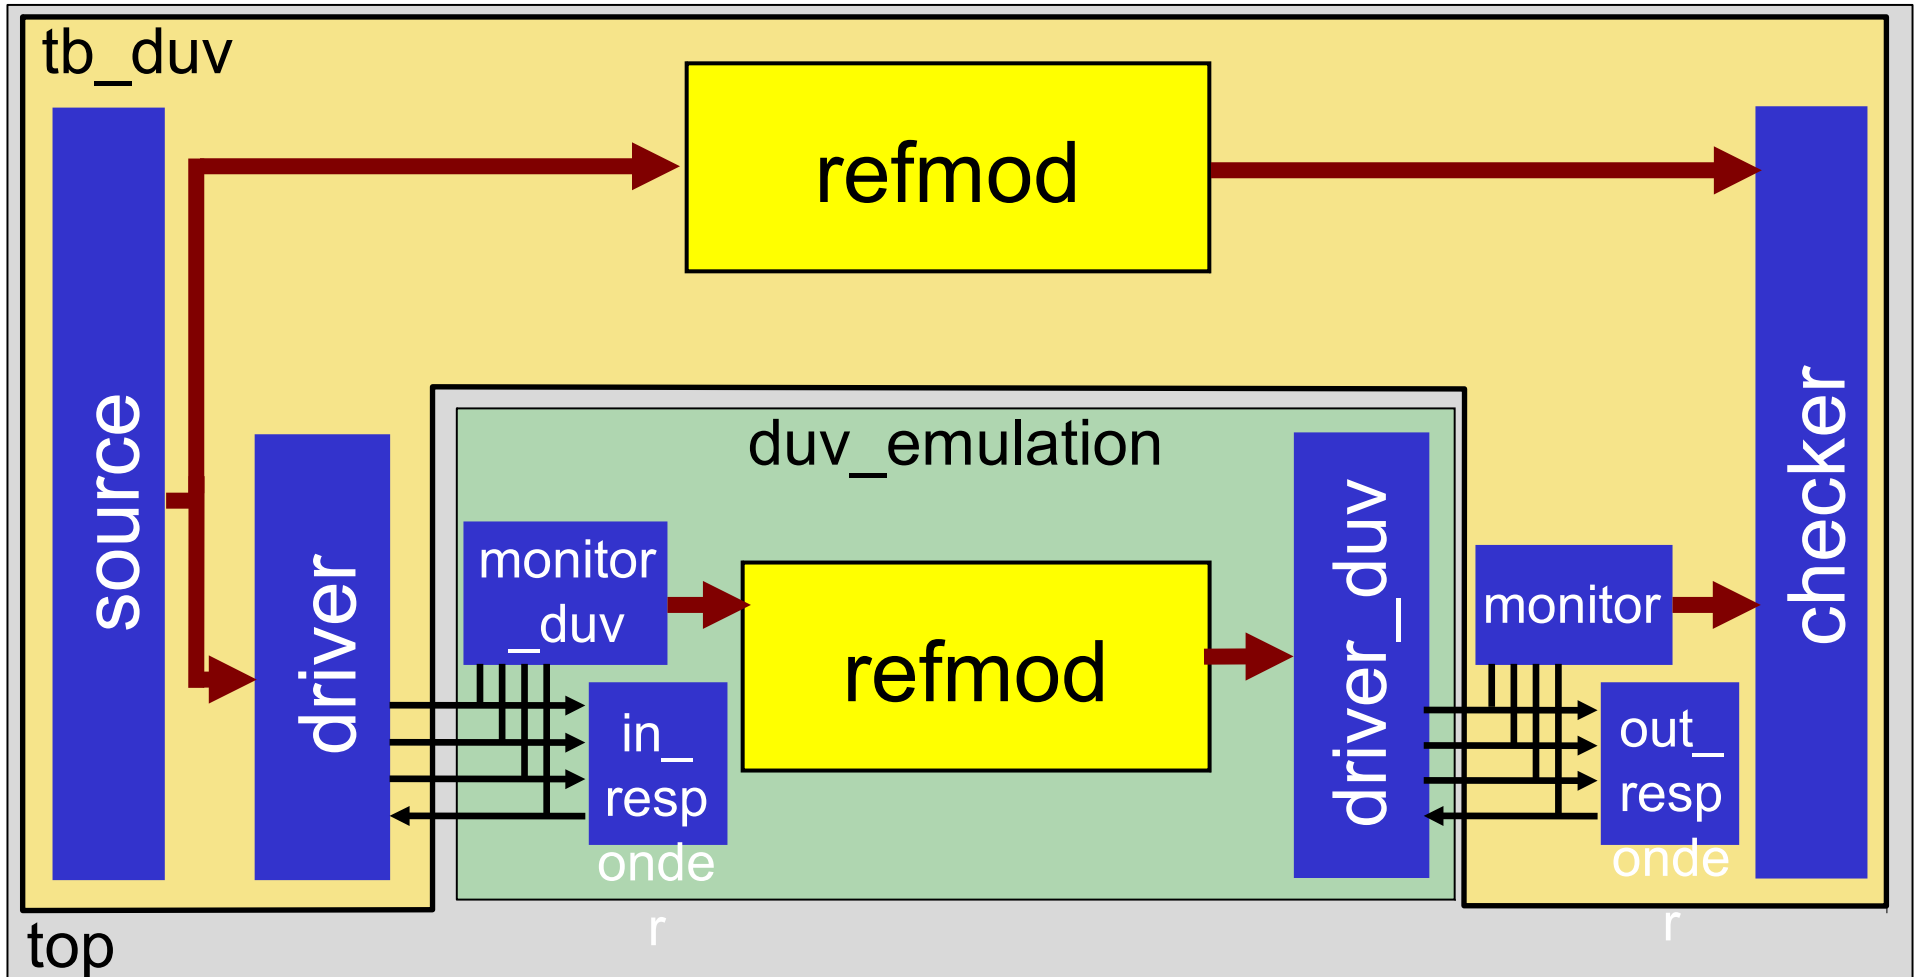 tb_duv
refmod
source
driver
duv_emulation
monitor
_duv
in_
resp
onde
r
refmod
driver_duv
monitor
out_
resp
onde
r
checker
top